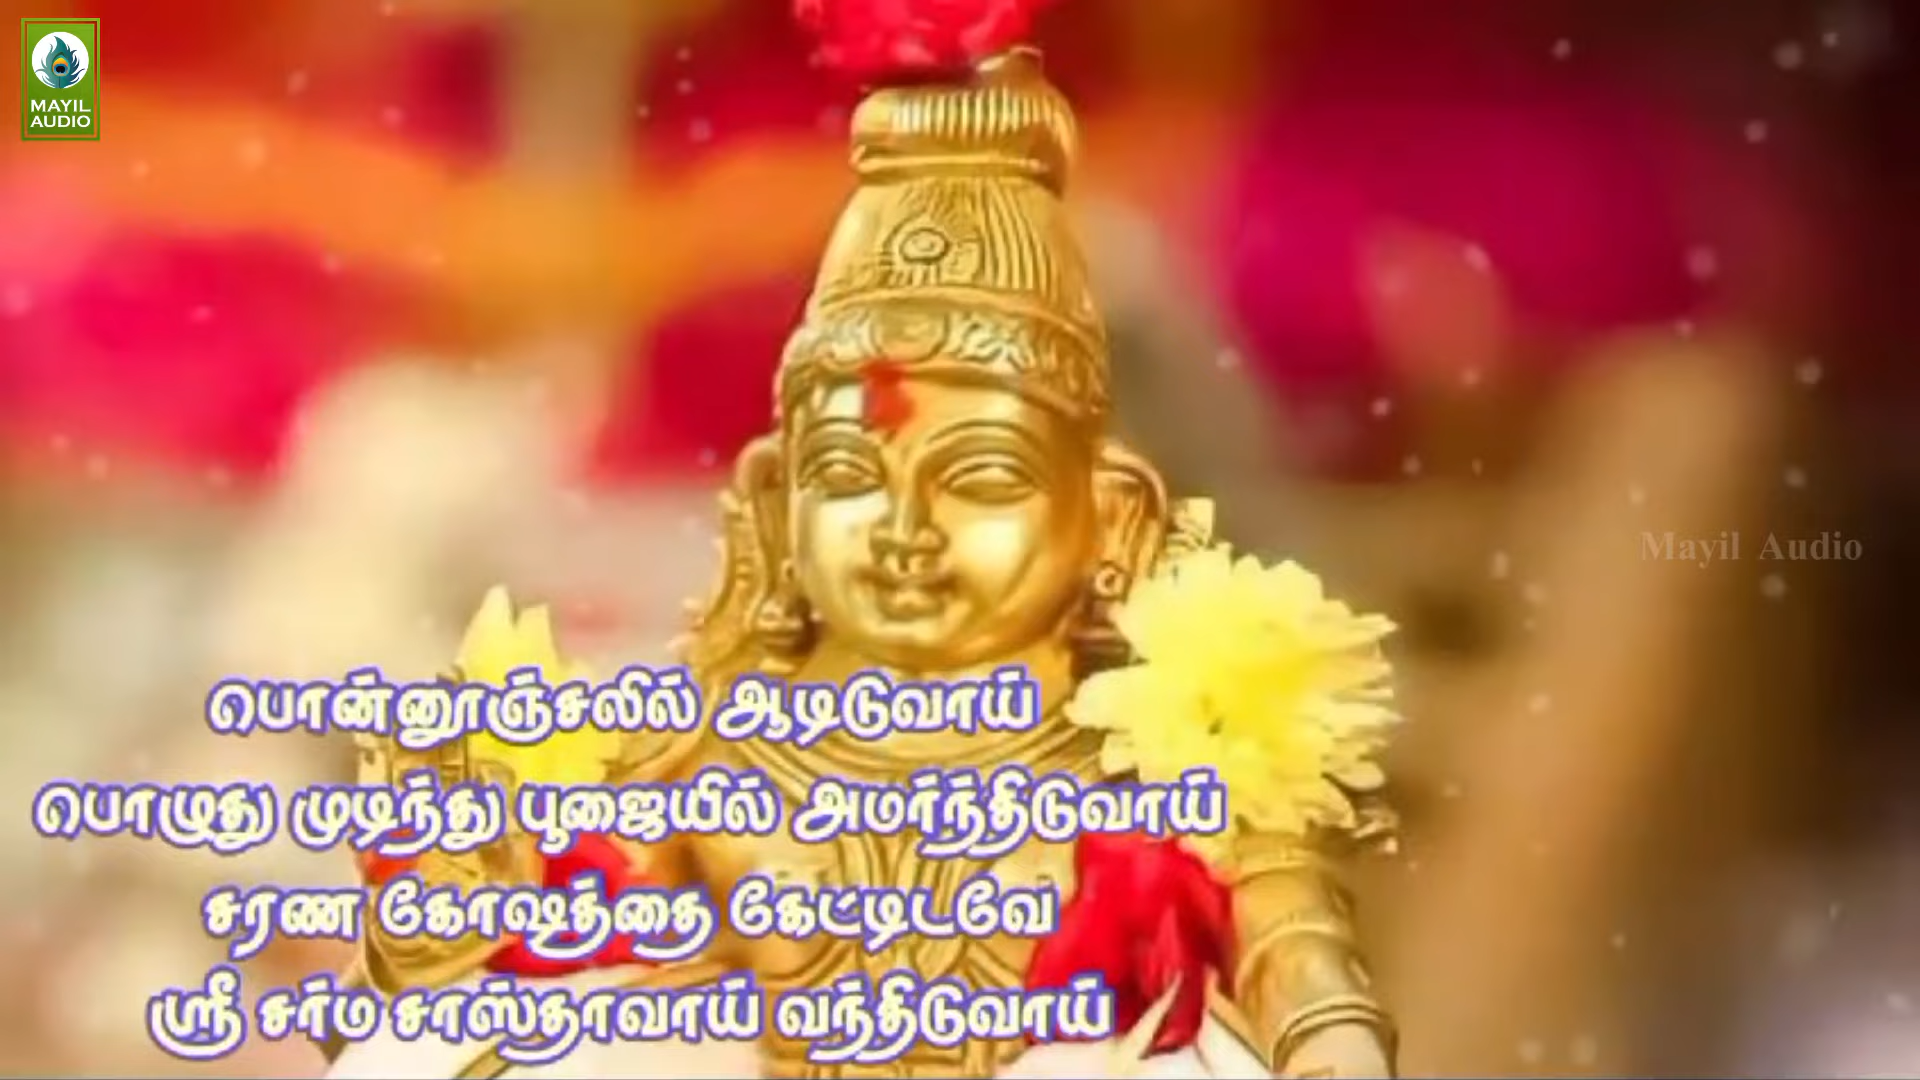 MAYIL
AUDIO
Mayil Audio
பொன்னூஞ்சலில் ஆடிடுவாய்
பொழுது முடிந்து பூஜையில் அமர்ந்திடுவாய்
சரண கோஷத்தை கேட்டிடவே
ஸ்ரீ சர்ம சாஸ்தாவாய் வந்திடுவாய்